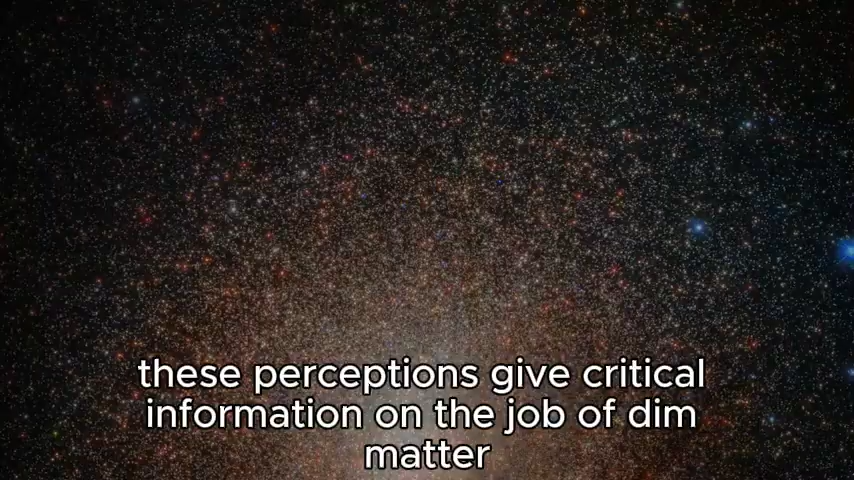 these perceptions give critical
information on the job of dim
matter